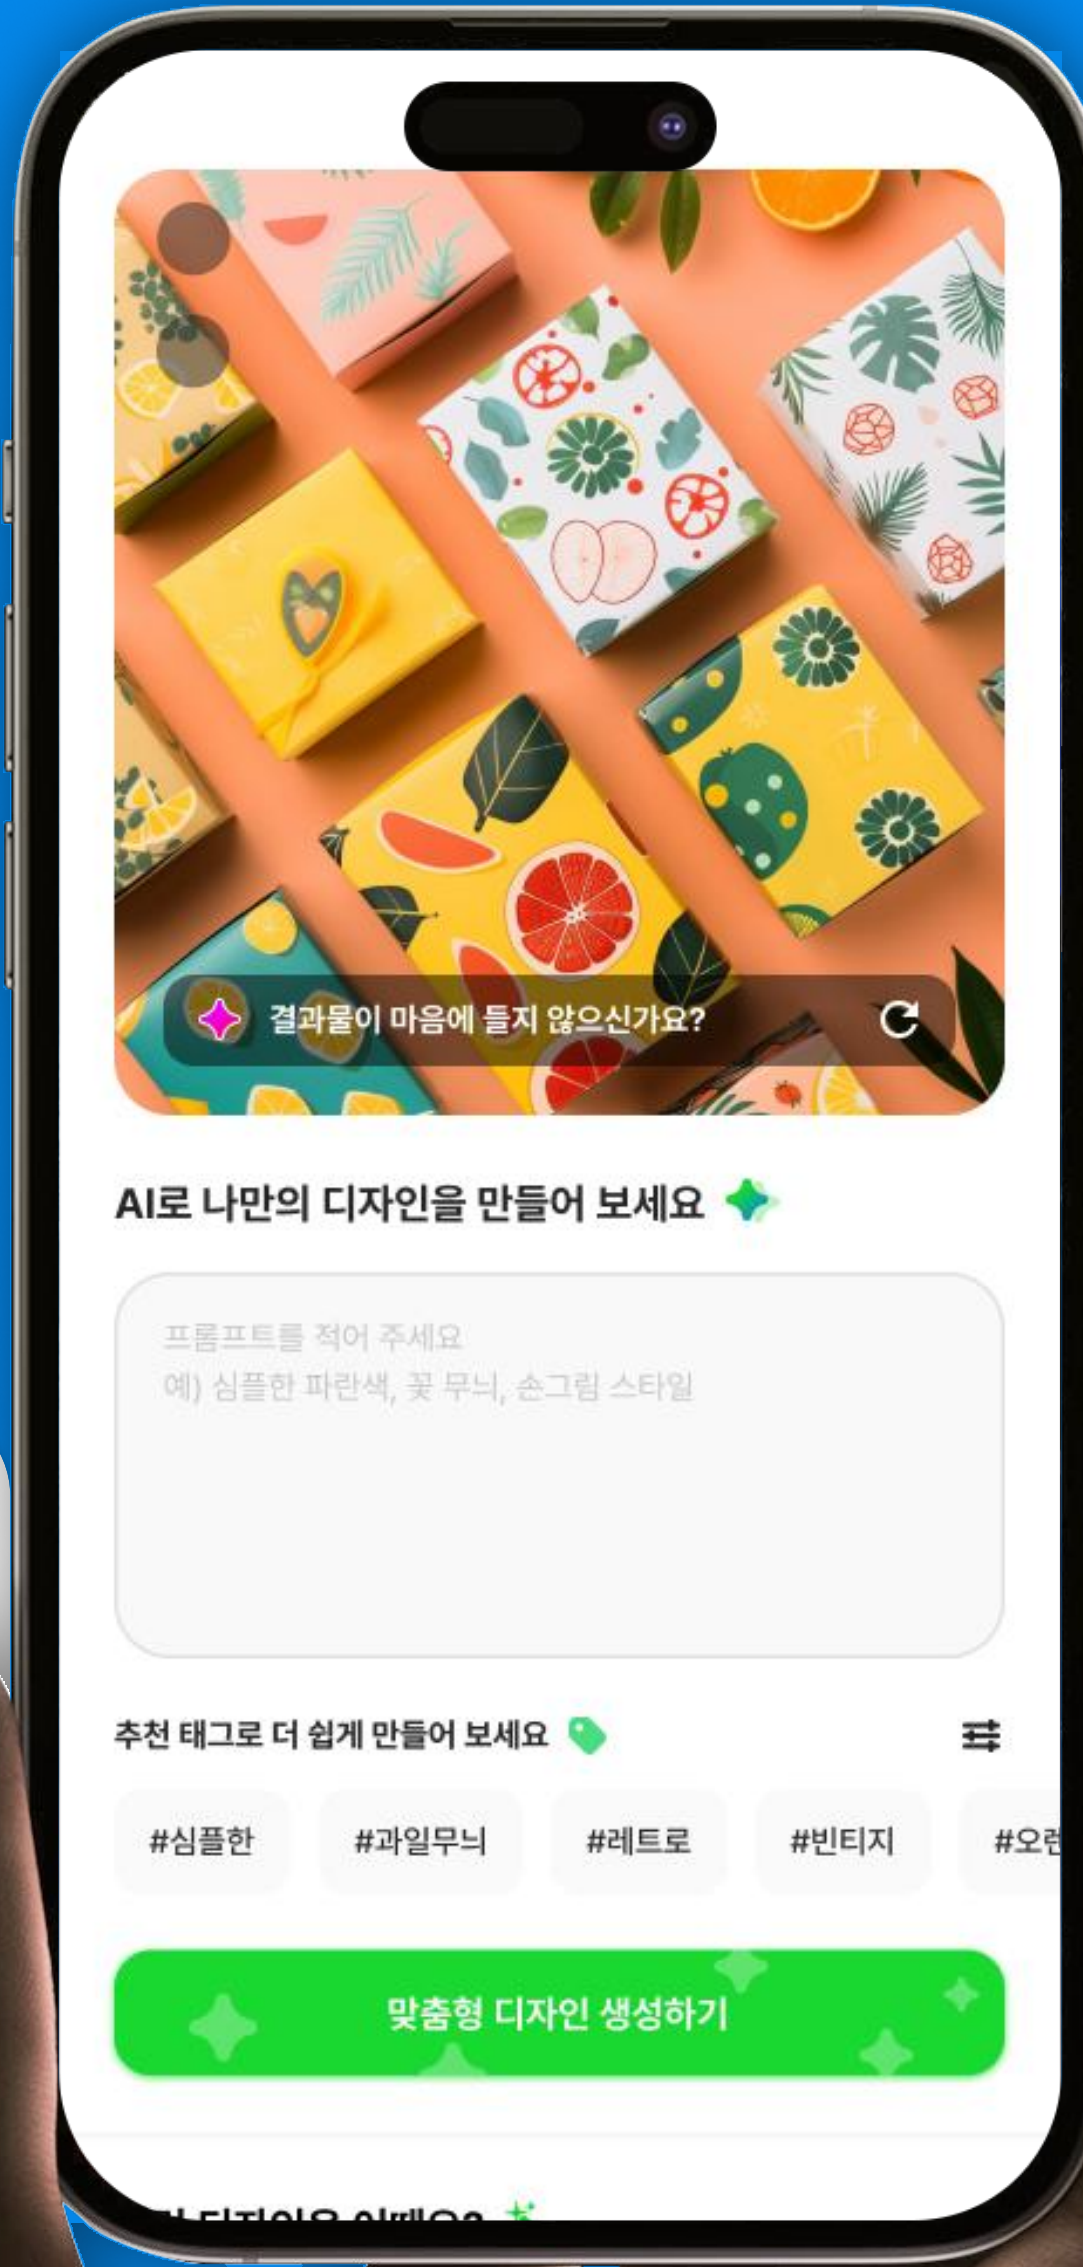 결과물이 마음에 들지 않으신가요?
AI로 나만의 디자인을 만들어 보세요
프롬프트를 적어 주세요
예) 심플한 파란색, 꽃 무늬, 손그림 스타일
추천 태그로 더 쉽게 만들어 보세요
#심플한 #과일무늬 #레트로 #빈티지
맞춤형 디자인 생성하기